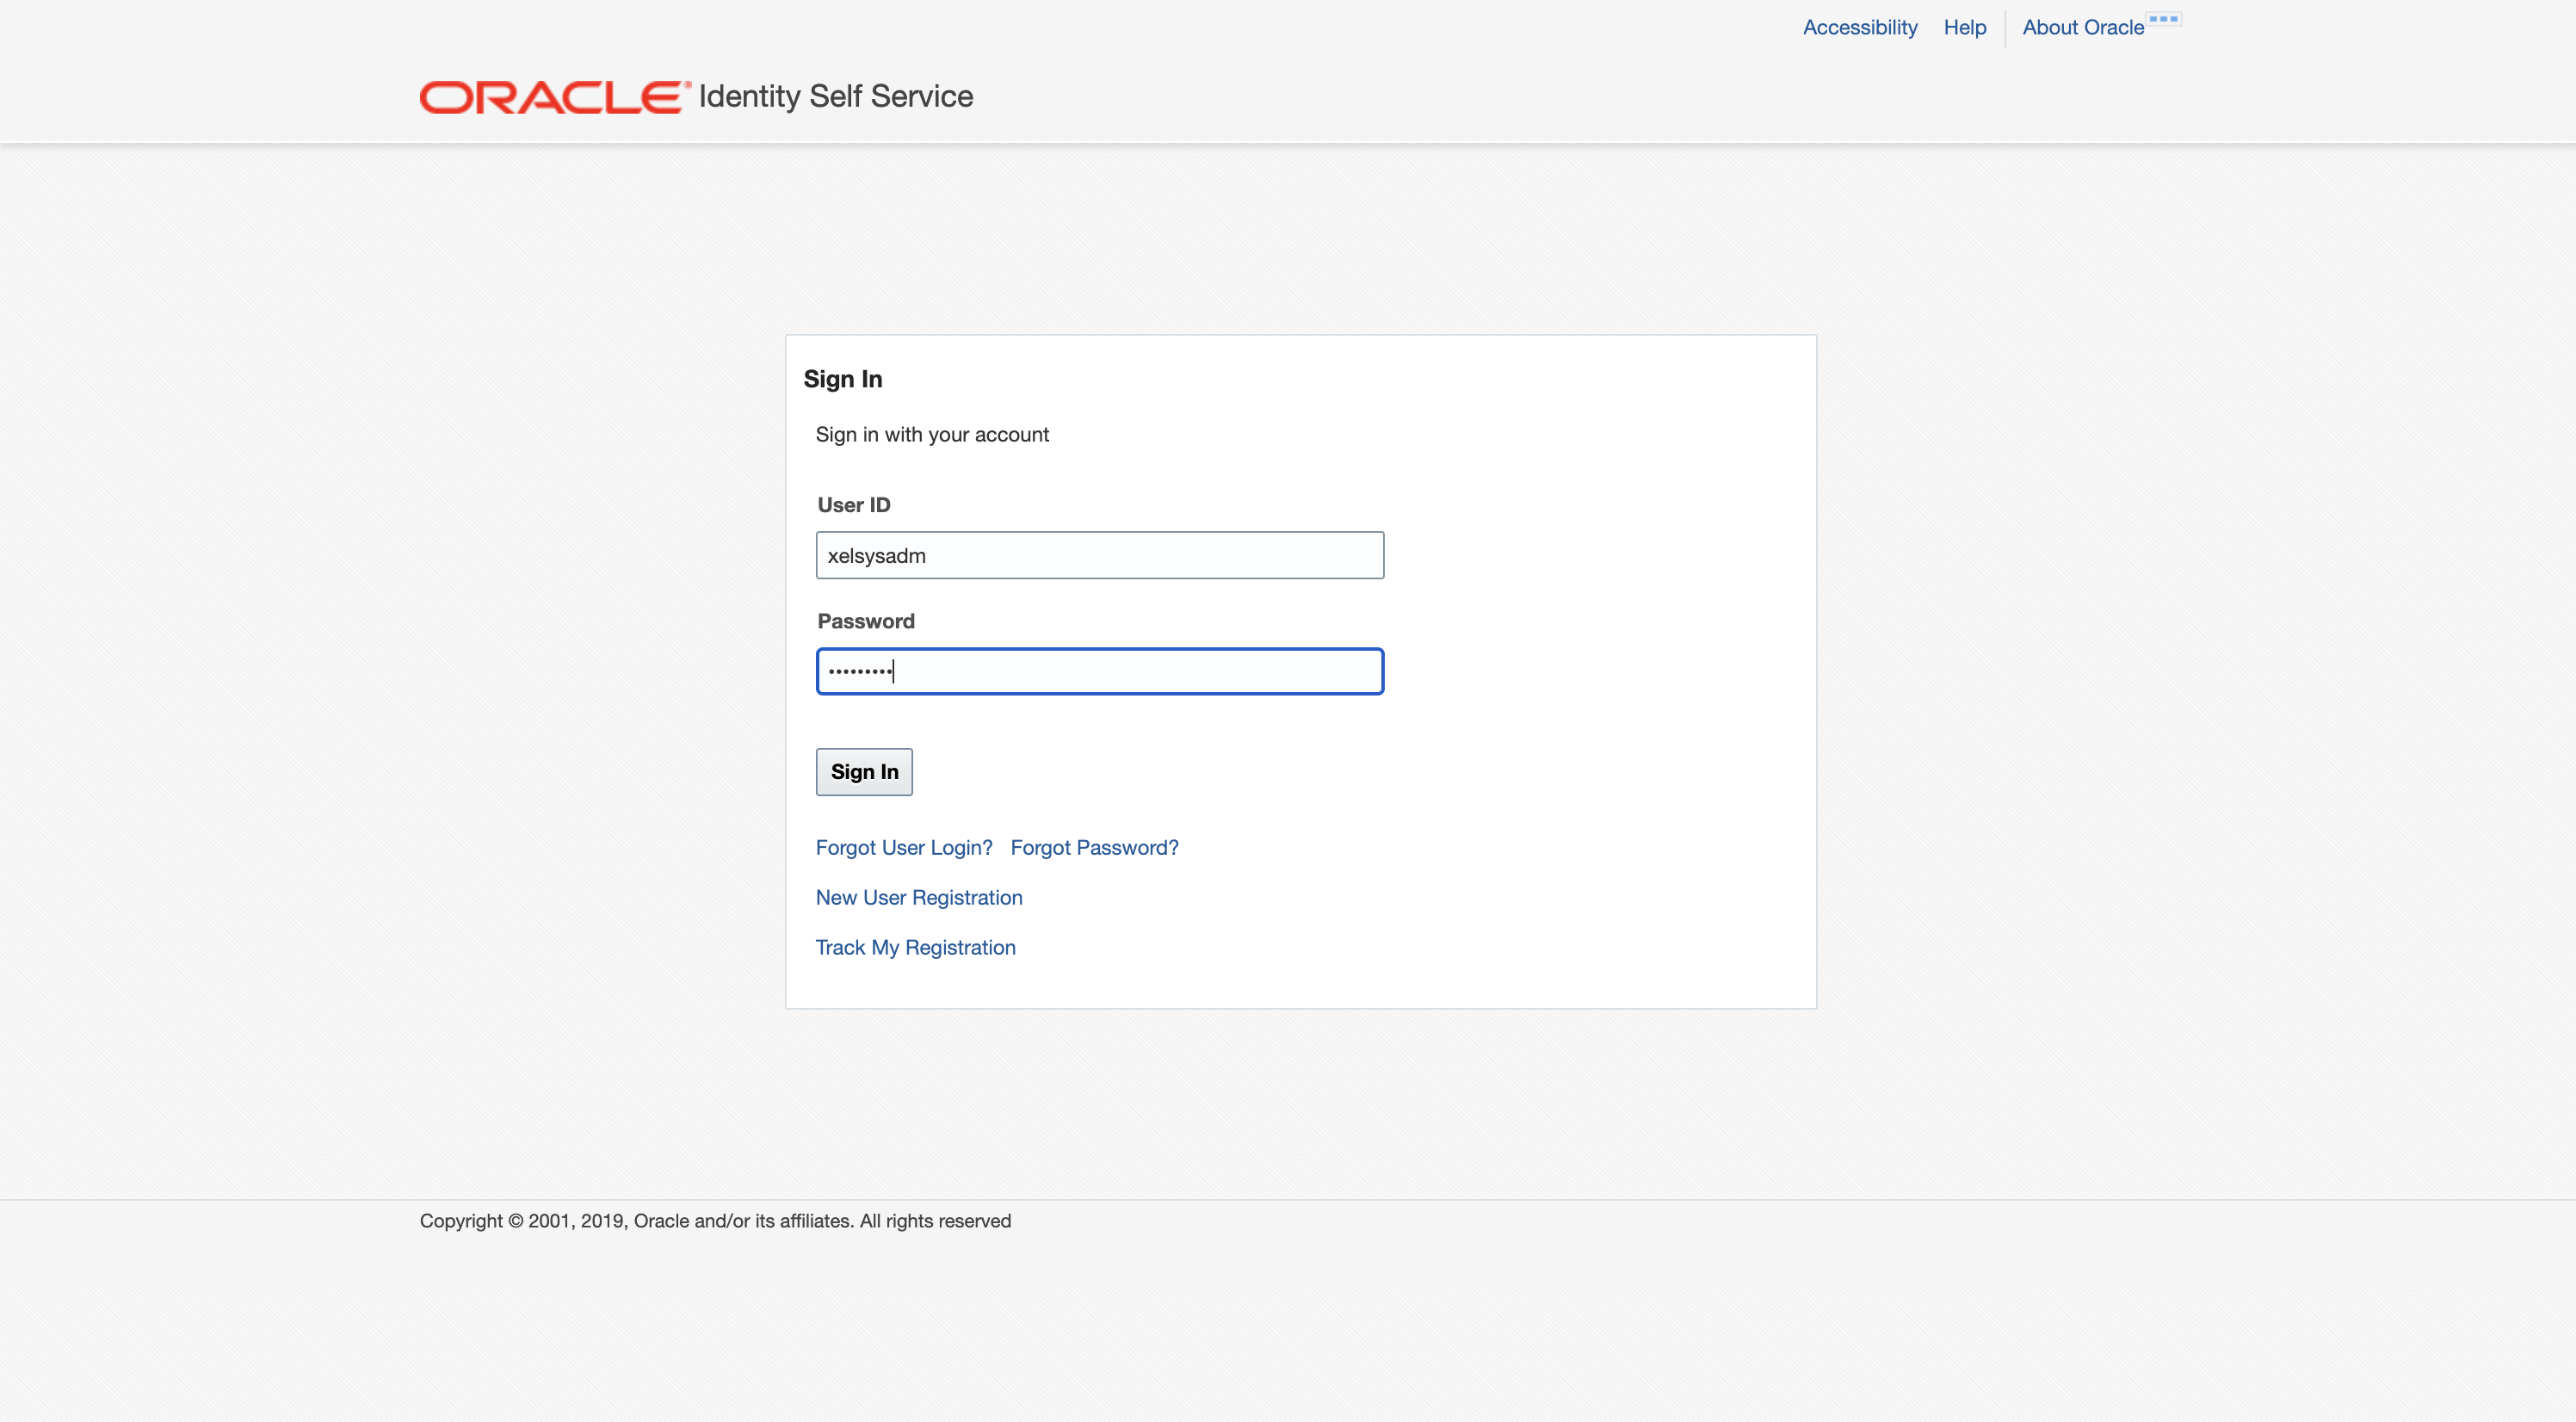 Accessibility Help About Oracle
ORACLE® Identity Self Service
Sign In
Sign in with your account
User ID
xelsysadm
Password
•••••••••
Sign In
Forgot User Login? Forgot Password?
New User Registration
Track My Registration
Copyright © 2001, 2019, Oracle and/or its affiliates. All rights reserved